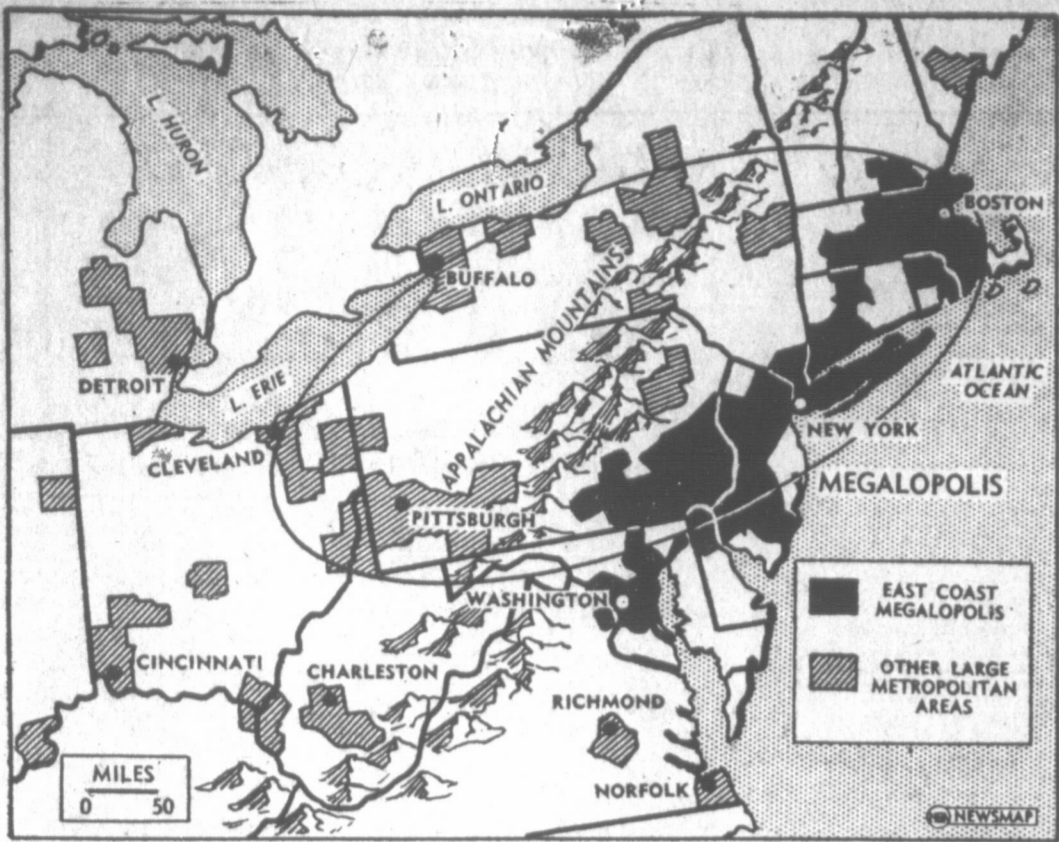 L. HURON
L. ONTARIO
BOSTON
BUFFALO
APPALACHIAN MOUNTAINS
DETROIT
L. ERIE
ATLANTIC
OCEAN
NEW YORK
CLEVELAND
MEGALOPOLIS
PITTSBURGH
WASHINGTON
EAST COAST
MEGALOPOLIS
OTHER LARGE
METROPOLITAN
AREAS
CINCINNATI
CHARLESTON
RICHMOND
NORFOLK
MILES
0 50
NEWSMAP